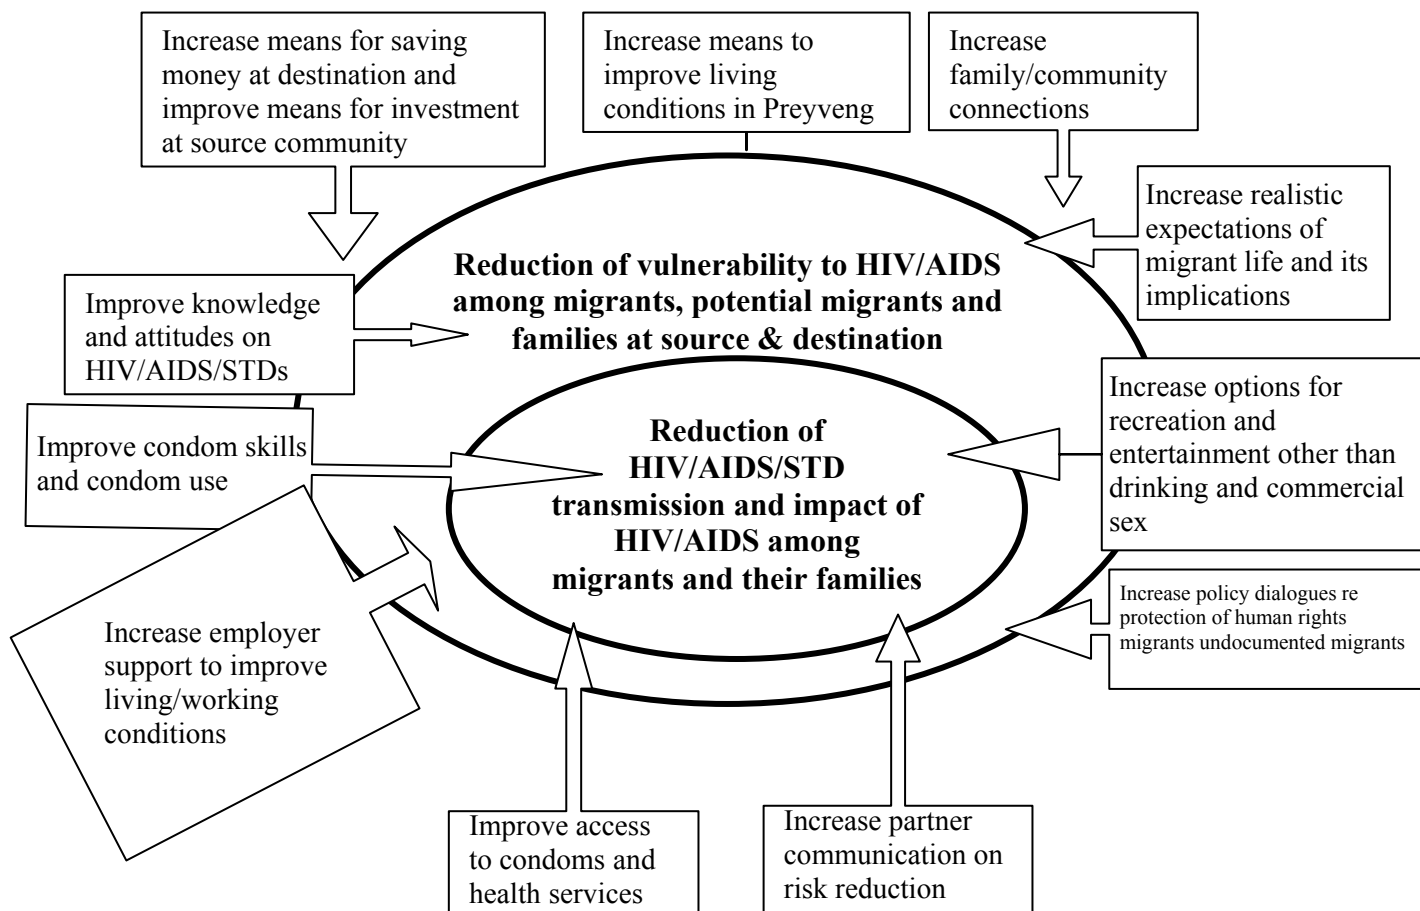 Increase means for saving
money at destination and
improve means for investment
at source community
Increase means to
improve living
conditions in Preyveng
Increase
family/community
connections
Increase realistic
expectations of
migrant life and its
implications
Reduction of vulnerability to HIV/AIDS
among migrants, potential migrants and
families at source & destination
Improve knowledge
and attitudes on
HIV/AIDS/STDs
Increase options for
recreation and
entertainment other than
drinking and commercial
sex
Improve condom skills
and condom use
Reduction of
HIV/AIDS/STD
transmission and impact of
HIV/AIDS among
migrants and their families
Increase policy dialogues re
protection of human rights
migrants undocumented migrants
Increase employer
support to improve
living/working
conditions
Improve access
to condoms and
health services
Increase partner
communication on
risk reduction